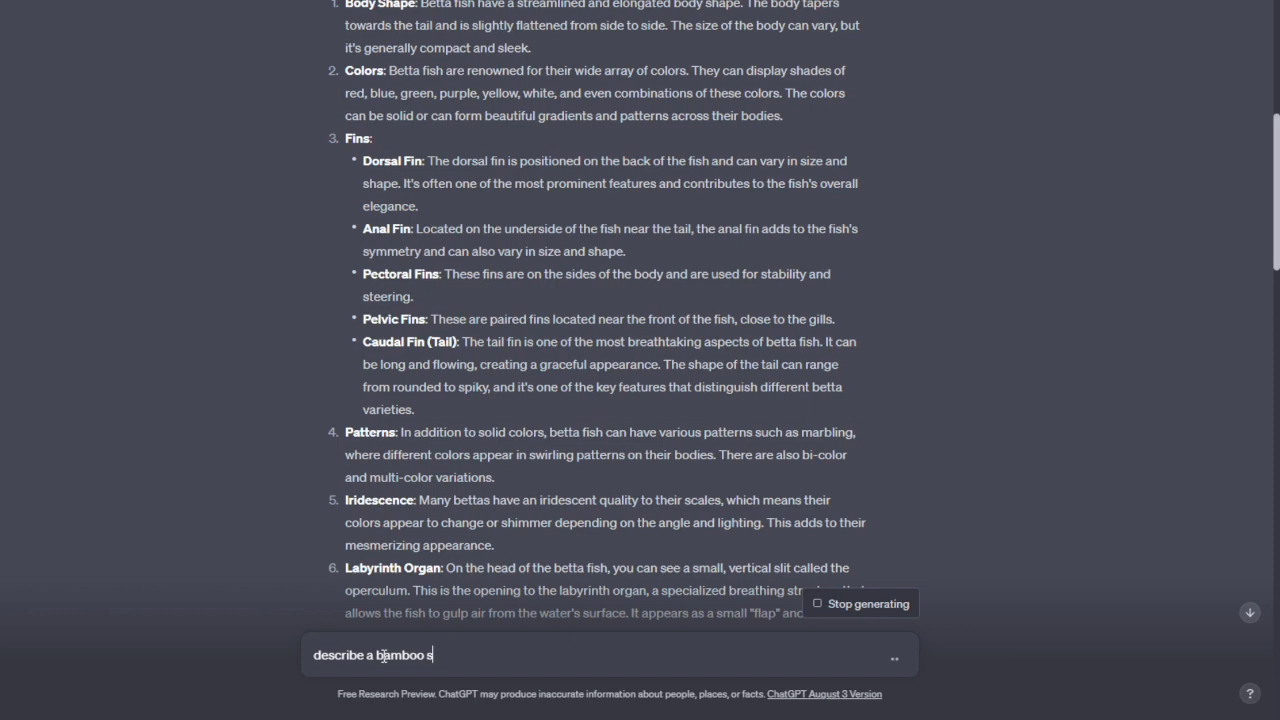 1. Body Shape: Betta fish have a streamlined and elongated body shape. The body tapers
towards the tail and is slightly flattened from side to side. The size of the body can vary, but
it's generally compact and sleek.
2. Colors: Betta fish are renowned for their wide array of colors. They can display shades of
red, blue, green, purple, yellow, white, and even combinations of these colors. The colors
can be solid or can form beautiful gradients and patterns across their bodies.
3. Fins:
• Dorsal Fin: The dorsal fin is positioned on the back of the fish and can vary in size and
shape. It's often one of the most prominent features and contributes to the fish's overall
elegance.
• Anal Fin: Located on the underside of the fish near the tail, the anal fin adds to the fish's
symmetry and can also vary in size and shape.
• Pectoral Fins: These fins are on the sides of the body and are used for stability and
steering.
• Pelvic Fins: These are paired fins located near the front of the fish, close to the gills.
• Caudal Fin (Tail): The tail fin is one of the most breathtaking aspects of betta fish. It can
be long and flowing, creating a graceful appearance. The shape of the tail can range
from rounded to spiky, and it's one of the key features that distinguish different betta
varieties.
4. Patterns: In addition to solid colors, betta fish can have various patterns such as marbling,
where different colors appear in swirling patterns on their bodies. There are also bi-color
and multi-color variations.
5. Iridescence: Many bettas have an iridescent quality to their scales, which means their
colors appear to change or shimmer depending on the angle and lighting. This adds to their
mesmerizing appearance.
6. Labyrinth Organ: On the head of the betta fish, you can see a small, vertical slit called the
operculum. This is the opening to the labyrinth organ, a specialized breathing
allows the fish to gulp air from the water's surface. It appears as a small "flap" and
Stop generating
describe a bamboo s
Free Research Preview. ChatGPT may produce inaccurate information about people, places, or facts. ChatGPT August 3 Version
?